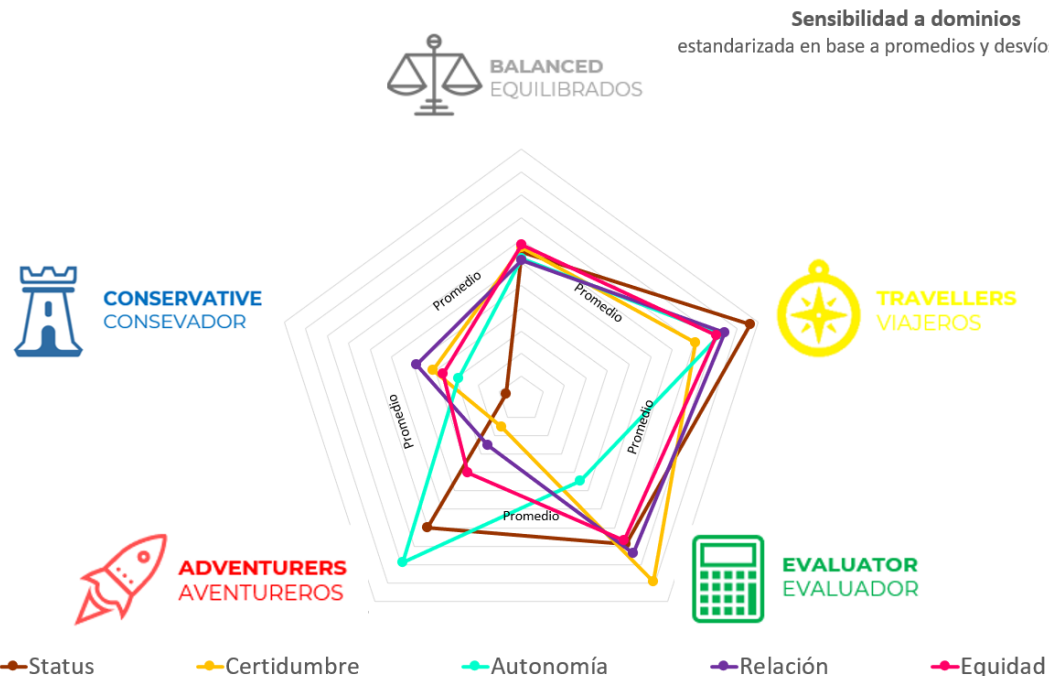 Sensibilidad a dominios
estandarizada en base a promedios y desvío
BALANCED
EQUILIBRADOS
CONSERVATIVE
CONSEVADOR
TRAVELLERS
VIAJEROS
Promedio
Promedio
Promedio
Promedio
Promedio
ADVENTURERS
AVENTUREROS
EVALUATOR
EVALUADOR
Status
Certidumbre
Autonomía
Relación
Equidad